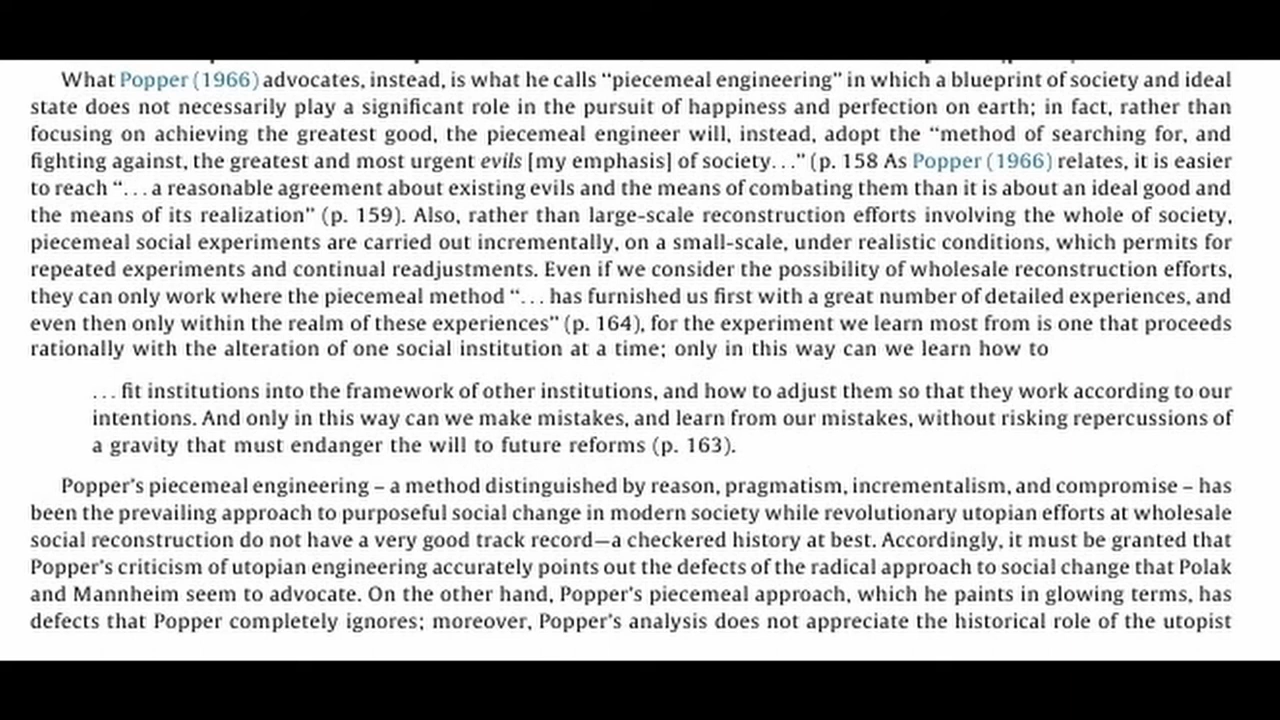 What Popper (1966) advocates, instead, is what he calls “piecemeal engineering” in which a blueprint of society and ideal
state does not necessarily play a significant role in the pursuit of happiness and perfection on earth; in fact, rather than
focusing on achieving the greatest good, the piecemeal engineer will, instead, adopt the “method of searching for, and
fighting against, the greatest and most urgent evils [my emphasis] of society...” (p. 158 As Popper (1966) relates, it is easier
to reach “...a reasonable agreement about existing evils and the means of combating them than it is about an ideal good and
the means of its realization” (p. 159). Also, rather than large-scale reconstruction efforts involving the whole of society,
piecemeal social experiments are carried out incrementally, on a small-scale, under realistic conditions, which permits for
repeated experiments and continual readjustments. Even if we consider the possibility of wholesale reconstruction efforts,
they can only work where the piecemeal method “...has furnished us first with a great number of detailed experiences, and
even then only within the realm of these experiences” (p. 164), for the experiment we learn most from is one that proceeds
rationally with the alteration of one social institution at a time; only in this way can we learn how to
...fit institutions into the framework of other institutions, and how to adjust them so that they work according to our
intentions. And only in this way can we make mistakes, and learn from our mistakes, without risking repercussions of
a gravity that must endanger the will to future reforms (p. 163).
Popper’s piecemeal engineering – a method distinguished by reason, pragmatism, incrementalism, and compromise – has
been the prevailing approach to purposeful social change in modern society while revolutionary utopian efforts at wholesale
social reconstruction do not have a very good track record—a checkered history at best. Accordingly, it must be granted that
Popper’s criticism of utopian engineering accurately points out the defects of the radical approach to social change that Polak
and Mannheim seem to advocate. On the other hand, Popper’s piecemeal approach, which he paints in glowing terms, has
defects that Popper completely ignores; moreover, Popper’s analysis does not appreciate the historical role of the utopist